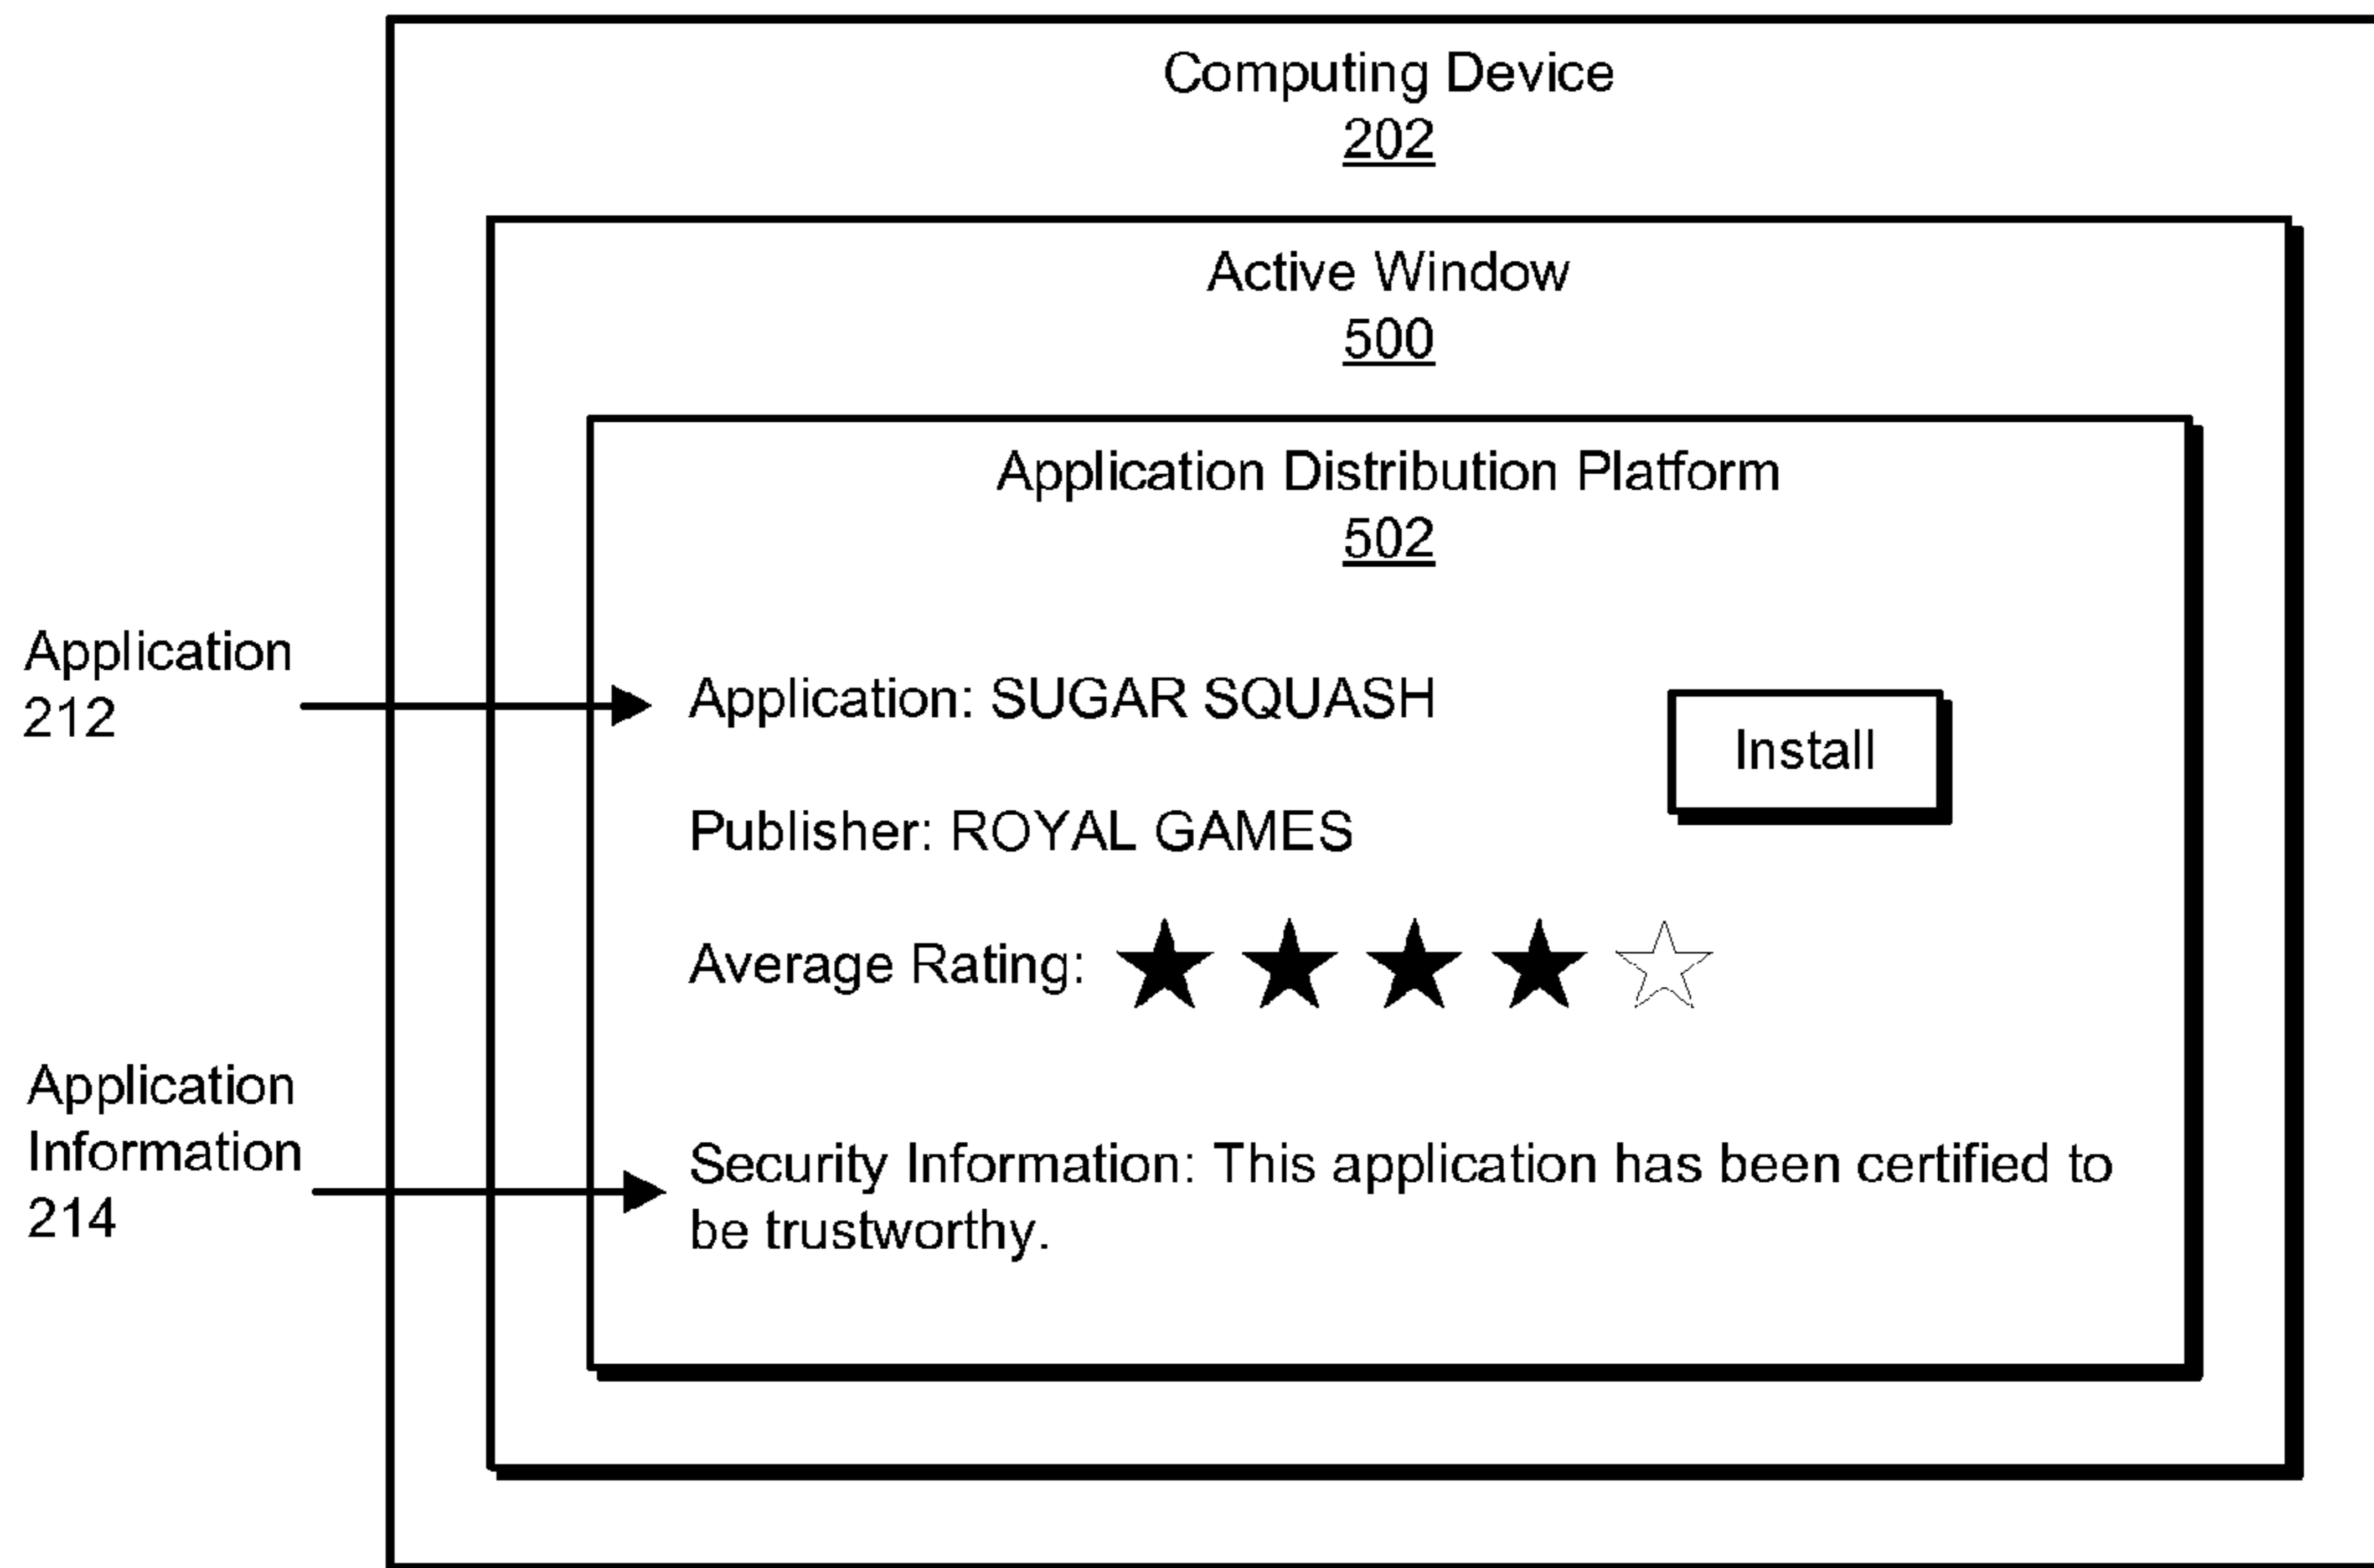 Computing Device
202
Active Window
500
Application Distribution Platform
502
Application
212
Application: SUGAR SQUASH
Install
Publisher: ROYAL GAMES
Average Rating:
Application
Information
214
Security Information: This application has been certified to
be trustworthy.